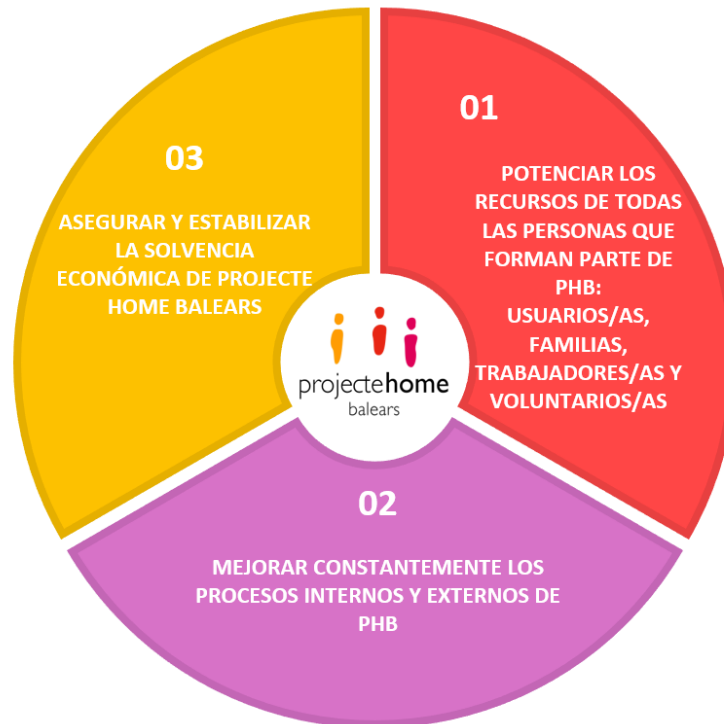 01
POTENCIAR LOS
RECURSOS DE TODAS
LAS PERSONAS QUE
FORMAN PARTE DE
PHB:
USUARIOS/AS,
FAMILIAS,
TRABAJADORES/AS Y
VOLUNTARIOS/AS
02
MEJORAR CONSTANTEMENTE LOS
PROCESOS INTERNOS Y EXTERNOS DE
PHB
03
ASEGURAR Y ESTABILIZAR
LA SOLVENCIA
ECONÓMICA DE PROJECTE
HOME BALEARS
projectehome
balears